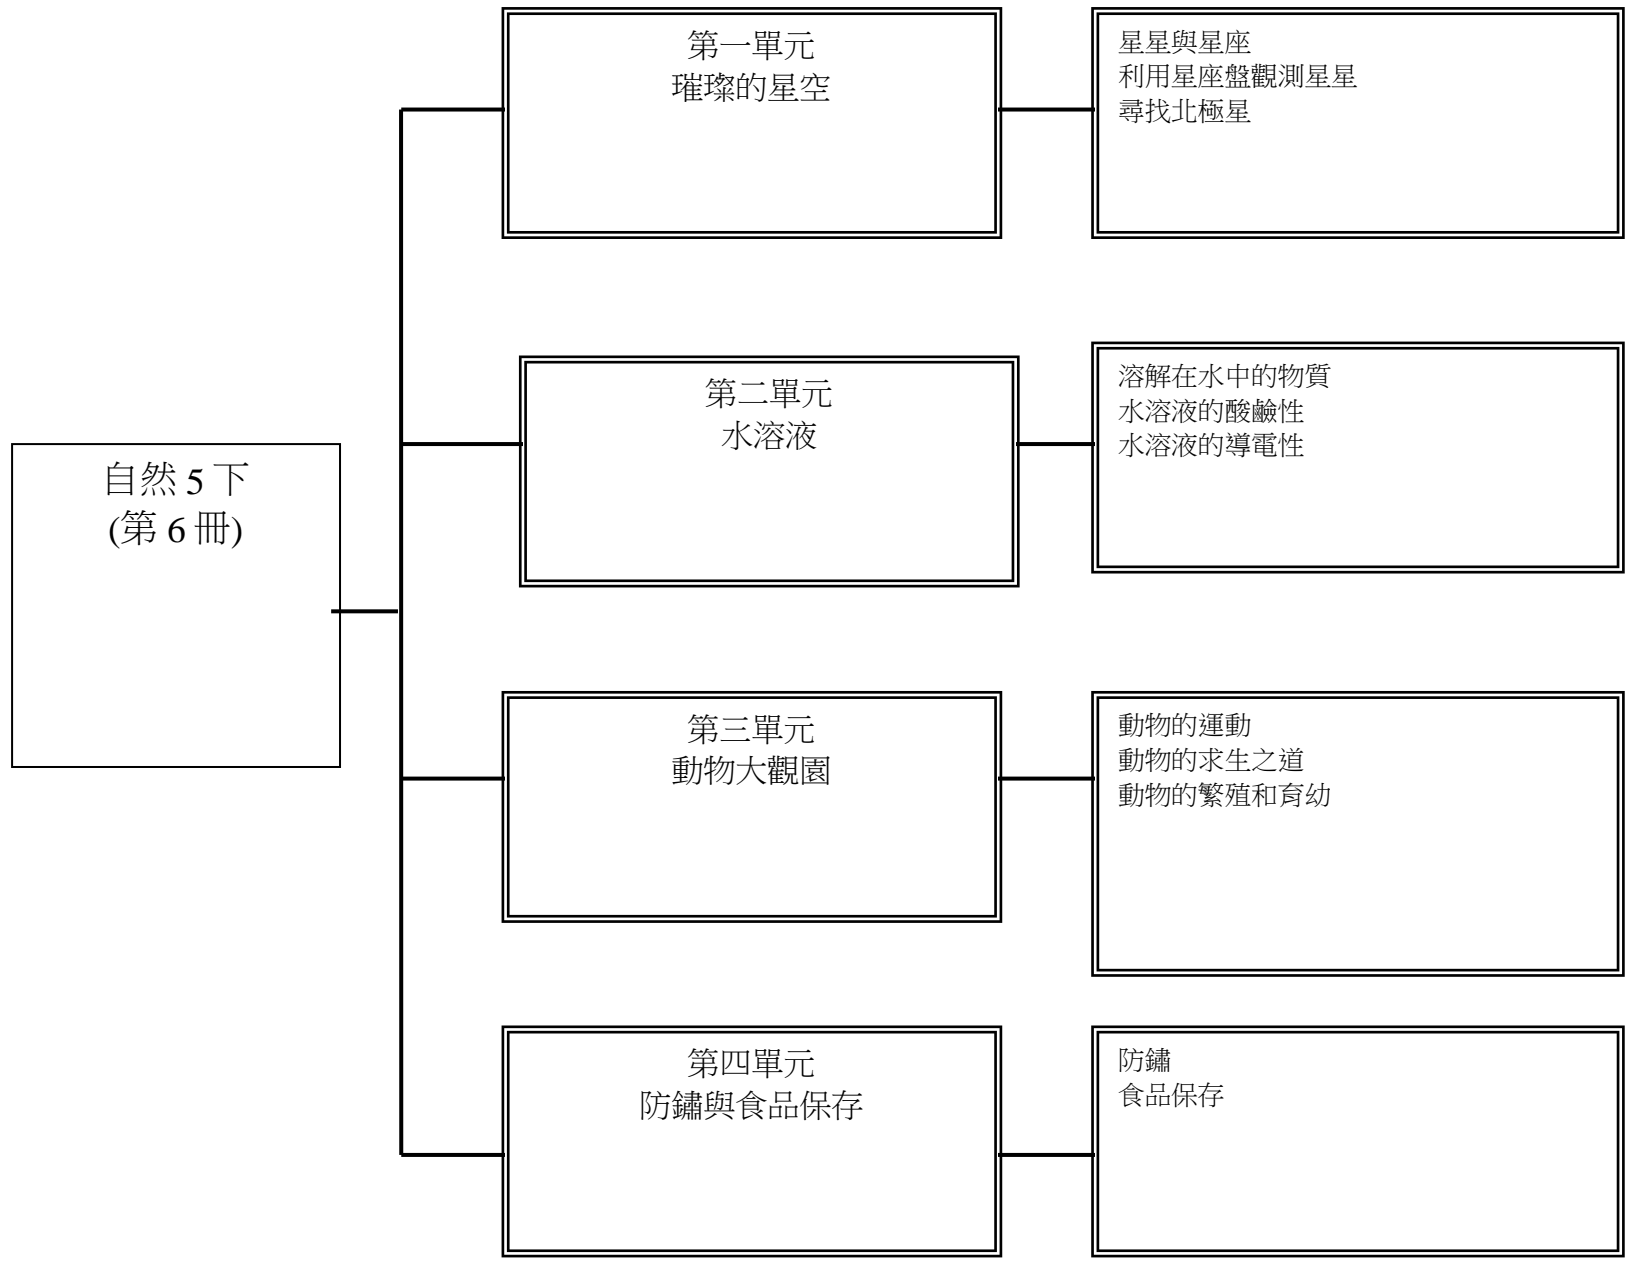 自然 5 下
(第 6 冊)
第一單元
璀璨的星空
星星與星座
利用星座盤觀測星星
尋找北極星
第二單元
水溶液
溶解在水中的物質
水溶液的酸鹼性
水溶液的導電性
第三單元
動物大觀園
動物的運動
動物的求生之道
動物的繁殖和育幼
第四單元
防鏽與食品保存
防鏽
食品保存